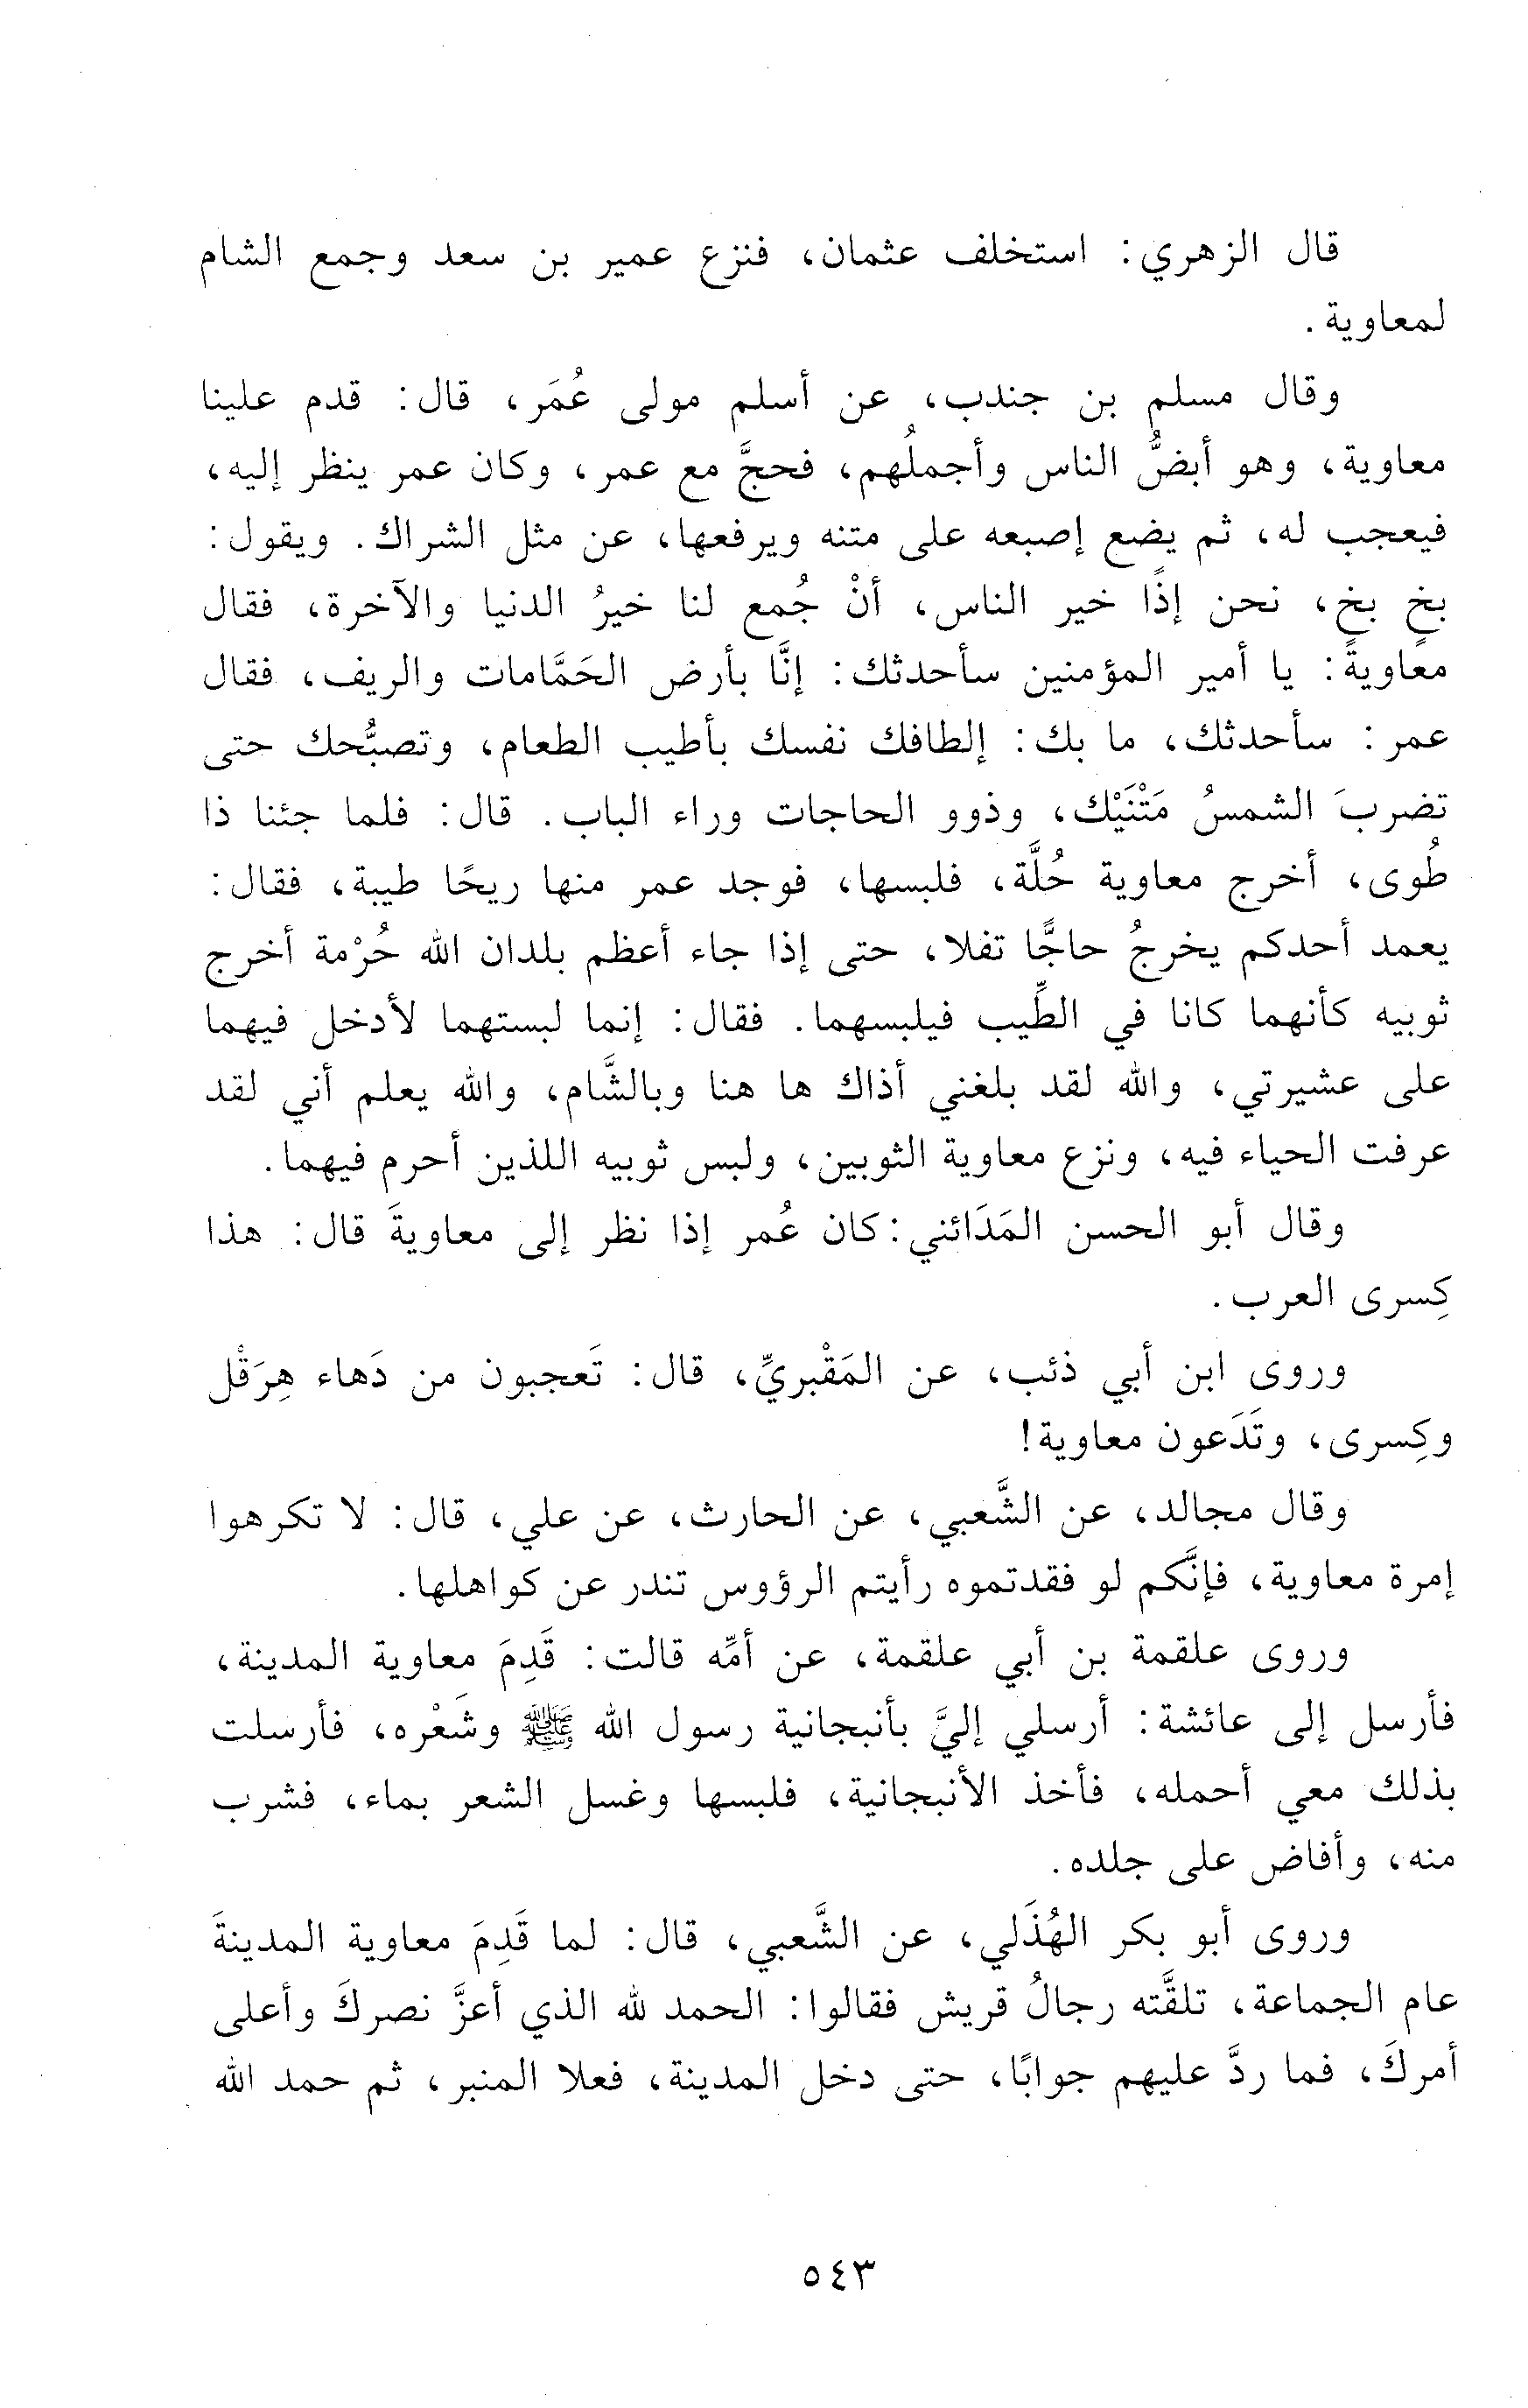 قال الزهري: استخلف عثمان، فنزع عمير بن سعد وجمع الشام
لمعاوية.
وقال مسلم بن جندب، عن أسلم مولى عُمَر، قال: قدم علينا
معاوية، وهو أبضُّ الناس وأجملُهم، فحجَّ مع عمر، وكان عمر ينظر إليه،
فيعجب له، ثم يضع إصبعه على متنه ويرفعها، عن مثل الشراك. ويقول:
بخٍ بخٍ، نحن إذًا خير الناس، أنْ جُمع لنا خيرُ الدنيا والآخرة، فقال
معاويةُ: يا أمير المؤمنين سأحدثك: إنَّا بأرض الحَمَّامات والريف، فقال
عمر: سأحدثك، ما بك: إلطافك نفسك بأطيب الطعام، وتصبُّحك حتى
تضربَ الشمسُ مَتْنَيْك، وذوو الحاجات وراء الباب. قال: فلما جئنا ذا
طُوى، أخرج معاوية حُلَّة، فلبسها، فوجد عمر منها ريحًا طيبة، فقال:
يعمد أحدكم يخرجُ حاجًّا تفلا، حتى إذا جاء أعظم بلدان الله حُرْمة أخرج
ثوبيه كأنهما كانا في الطِّيب فيلبسهما. فقال: إنما لبستهما لأدخل فيهما
على عشيرتي، والله لقد بلغني أذاك ها هنا وبالشَّام، والله يعلم أني لقد
عرفت الحياء فيه، ونزع معاوية الثوبين، ولبس ثوبيه اللذين أحرم فيهما.
وقال أبو الحسن المَدَائني: كان عُمر إذا نظر إلى معاويةَ قال: هذا
كِسرى العرب.
وروى ابن أبي ذئب، عن المَقْبريِّ، قال: تَعجبون من دَهاء هِرَقْل
وكِسرى، وتَدَعون معاوية!
وقال مجالد، عن الشَّعبي، عن الحارث، عن علي، قال: لا تكرهوا
إمرة معاوية، فإنَّكم لو فقدتموه رأيتم الرؤوس تندر عن كواهلها.
وروى علقمة بن أبي علقمة، عن أمِّه قالت: قَدِمَ معاوية المدينة،
فأرسل إلى عائشة: أرسلي إليَّ بأنبجانية رسول الله ﷺ وشَعْره، فأرسلت
بذلك معي أحمله، فأخذ الأنبجانية، فلبسها وغسل الشعر بماء، فشرب
منه، وأفاض على جلده.
وروى أبو بكر الهُذَلي، عن الشَّعبي، قال: لما قَدِمَ معاوية المدينةَ
عام الجماعة، تلقَّته رجالُ قريش فقالوا: الحمد لله الذي أعزَّ نصركَ وأعلى
أمركَ، فما ردَّ عليهم جوابًا، حتى دخل المدينة، فعلا المنبر، ثم حمد الله
٥٤٣